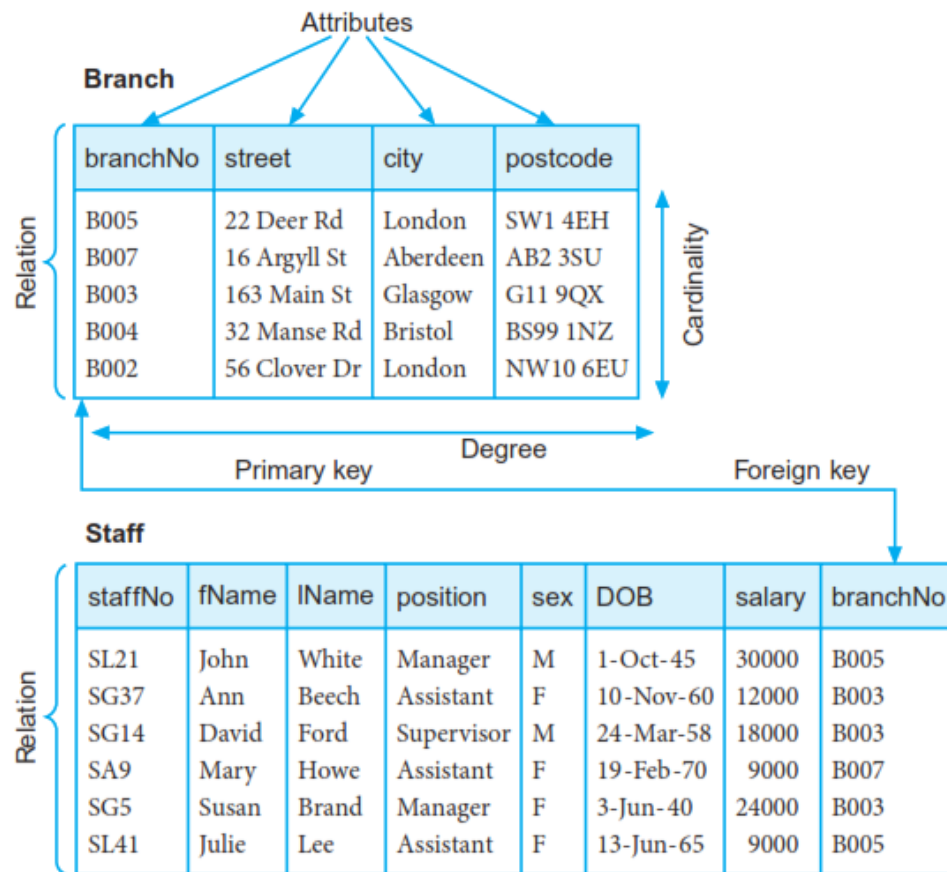 Attributes
Branch
Relation
branchNo street city postcode
B005 22 Deer Rd London SW1 4EH
B007 16 Argyll St Aberdeen AB2 3SU
B003 163 Main St Glasgow G11 9QX
B004 32 Manse Rd Bristol BS99 1NZ
B002 56 Clover Dr London NW10 6EU
Cardinality
Degree
Primary key Foreign key
Staff
Relation
staffNo fName lName position sex DOB salary branchNo
SL21 John White Manager M 1-Oct-45 30000 B005
SG37 Ann Beech Assistant F 10-Nov-60 12000 B003
SG14 David Ford Supervisor M 24-Mar-58 18000 B003
SA9 Mary Howe Assistant F 19-Feb-70 9000 B007
SG5 Susan Brand Manager F 3-Jun-40 24000 B003
SL41 Julie Lee Assistant F 13-Jun-65 9000 B005